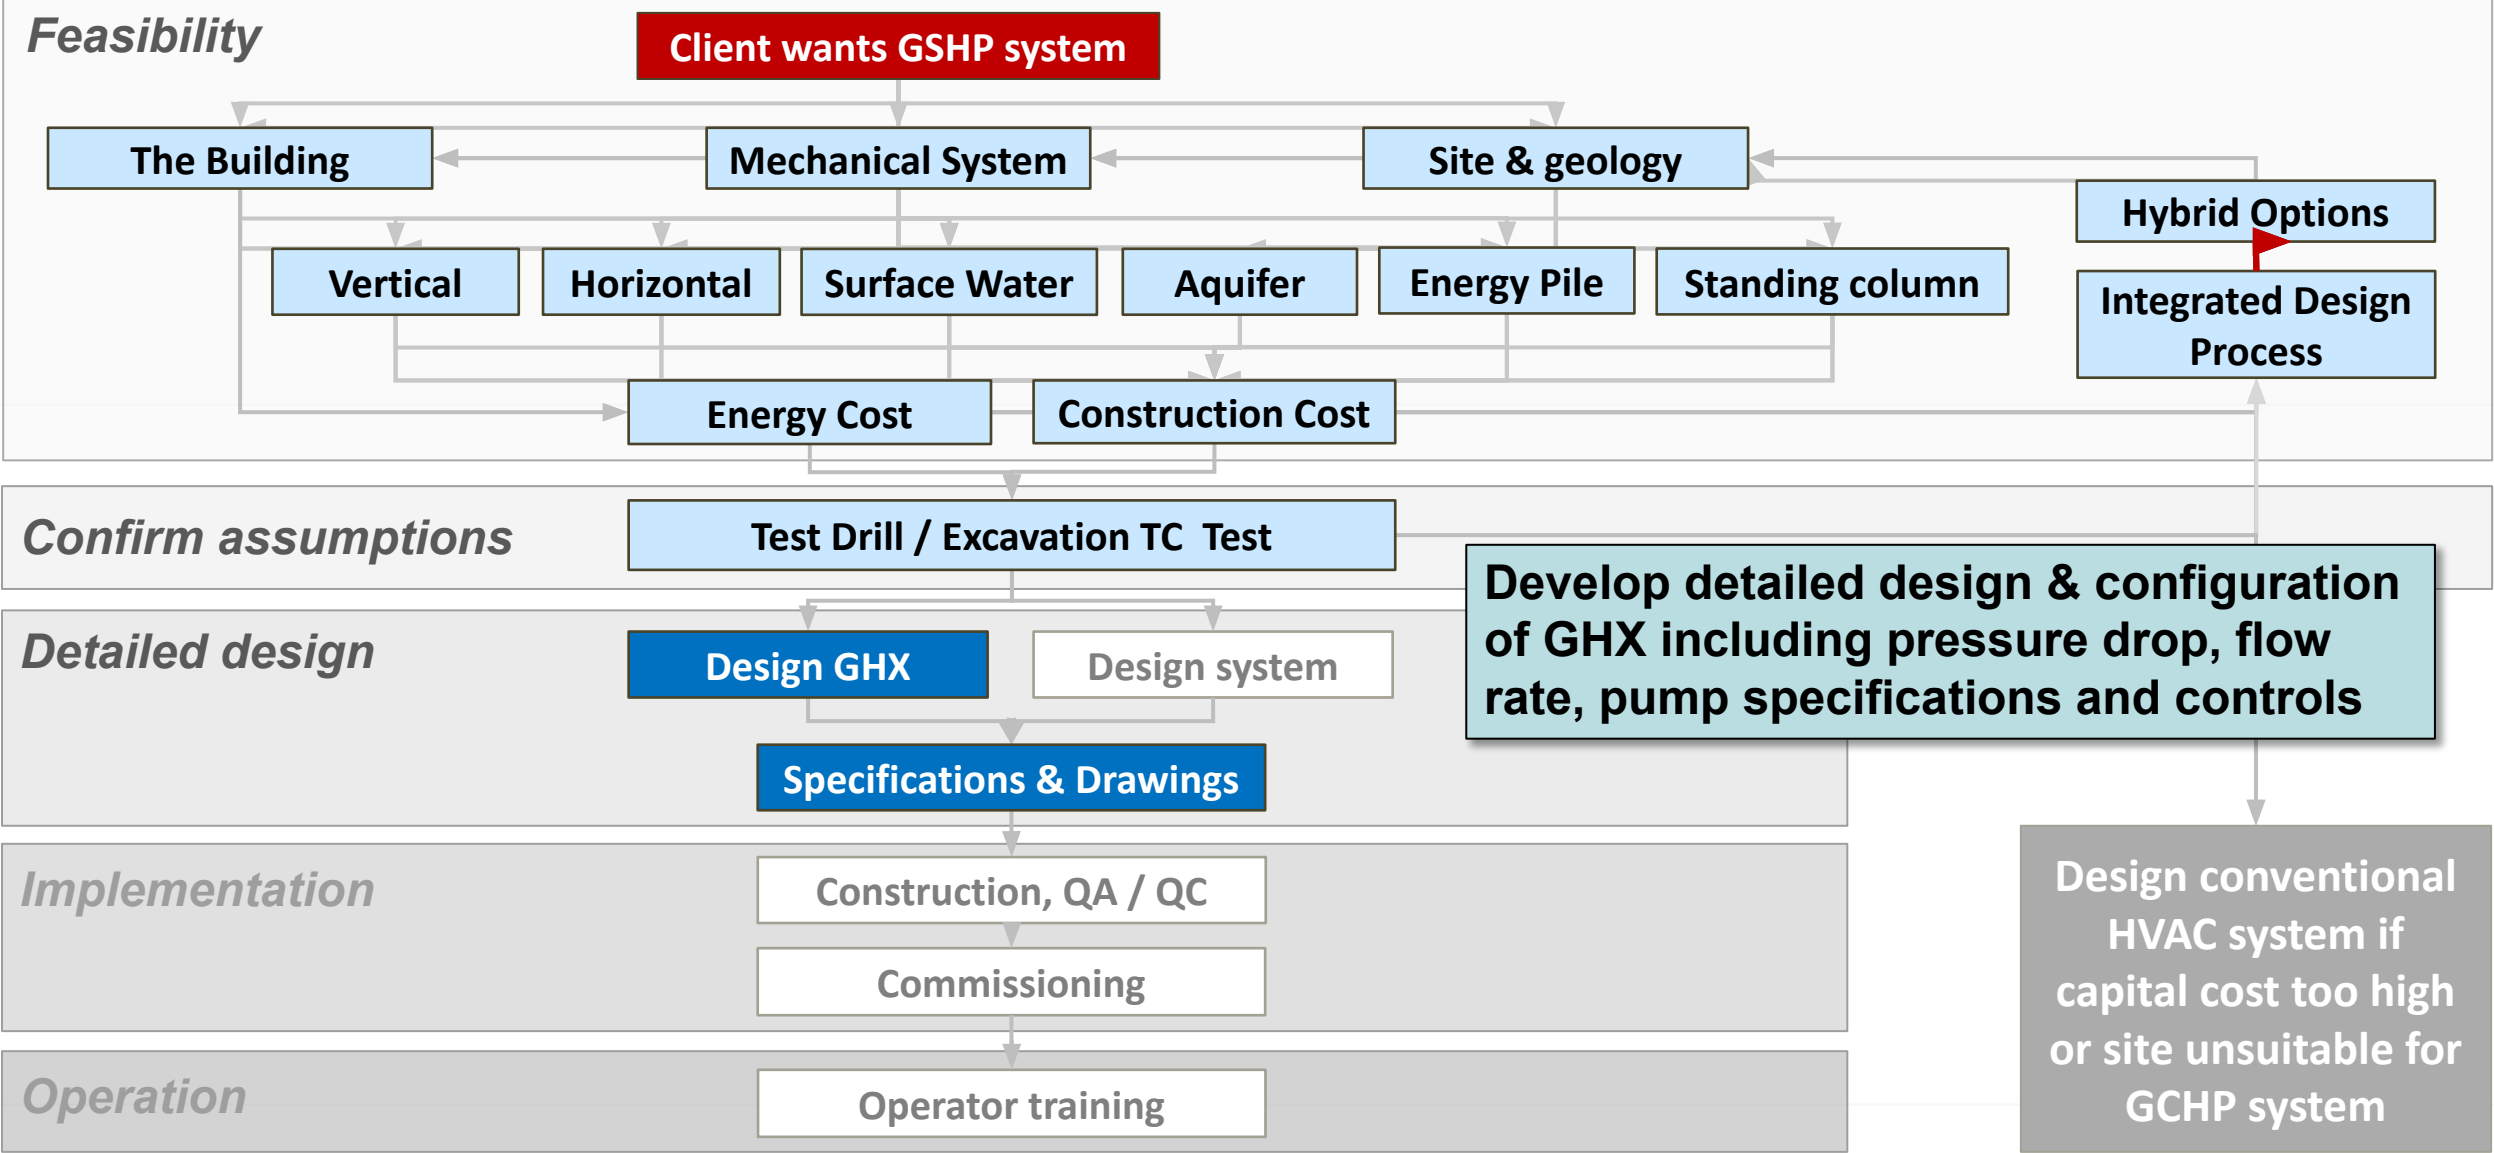 Feasibility
Client wants GSHP system
The Building
Mechanical System
Site & geology
Hybrid Options
Vertical
Horizontal
Surface Water
Aquifer
Energy Pile
Standing column
Integrated Design
Process
Energy Cost
Construction Cost
Confirm assumptions
Test Drill / Excavation TC  Test
Develop detailed design & configuration
of GHX including pressure drop, flow
rate, pump specifications and controls
Detailed design
Design GHX
Design system
Specifications & Drawings
Implementation
Construction, QA / QC
Commissioning
Design conventional
HVAC system if
capital cost too high
or site unsuitable for
GCHP system
Operation
Operator training